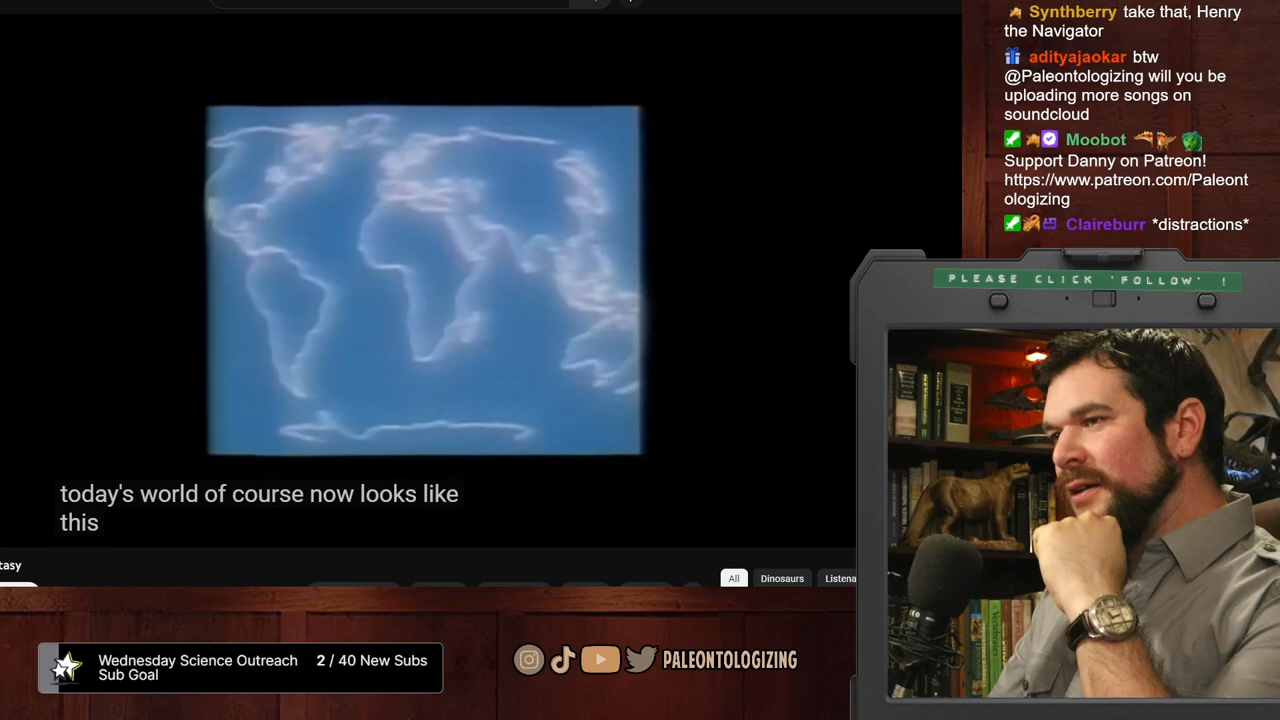 Synthberry take that, Henry
the Navigator
adityajaokar btw
@Paleontologizing will you be
uploading more songs on
soundcloud
Moobot
Support Danny on Patreon!
https://www.patreon.com/Paleont
ologizing
Claireburr *distractions*
PLEASE CLICK 'FOLLOW' !
today's world of course now looks like
this
tasy
All
Dinosaurs
Listena
Wednesday Science Outreach
Sub Goal
2 / 40 New Subs
PALEONTOLOGIZING